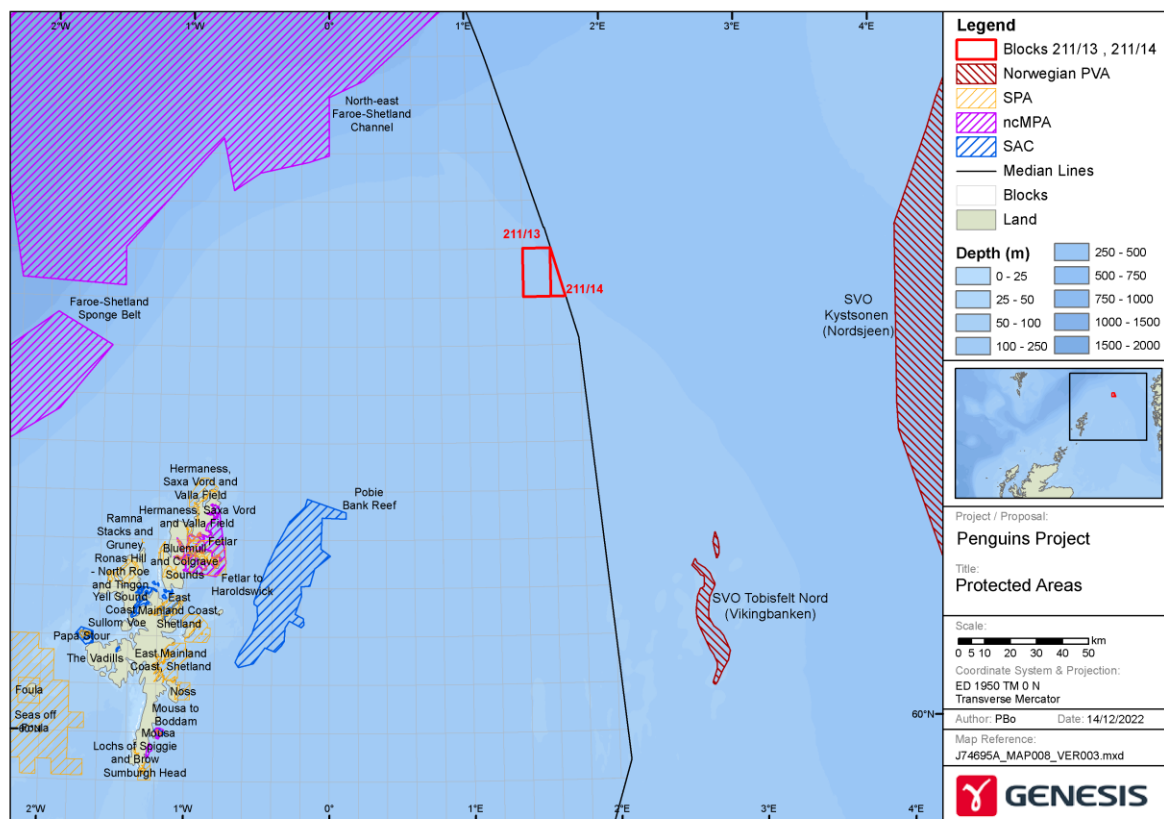 2°W
1°W
0°
1°E
2°E
3°E
4°E
North-east
Faroe-Shetland
Channel
211/13
211/14
Faroe-Shetland
Sponge Belt
SVO
Kystsonen
(Nordsjeen)
Hermaness,
Saxa Vord and
Valla Field
Hermaness, Saxa Vord
and Valla Field
Pobie
Bank Reef
Ramna
Stacks and
Gruney
Fetlar
Ronas Hill
- North Roe
and Tingon
Bluemull
and Colgrave
Sounds
Fetlar to
Haroldswick
Yell Sound
Coast
Sullom Voe
East
Mainland Coast,
Shetland
SVO Tobisfelt Nord
(Vikingbanken)
Papa Stour
The Vadills
East Mainland
Coast, Shetland
Foula
Noss
Seas off
Foula
60°N
Mousa to
Boddam
Mousa
Lochs of Spiggie
and Brow
Sumburgh Head
60°N
2°W
1°W
0°
1°E
2°E
3°E
4°E
Legend
Blocks 211/13 , 211/14
Norwegian PVA
SPA
ncMPA
SAC
Median Lines
Blocks
Land
Depth (m)
0 - 25
25 - 50
50 - 100
100 - 250
250 - 500
500 - 750
750 - 1000
1000 - 1500
1500 - 2000
Project / Proposal:
Penguins Project
Title:
Protected Areas
Scale:
km
0 5 10 20 30 40 50
Coordinate System & Projection:
ED 1950 TM 0 N
Transverse Mercator
Author: PBo Date: 14/12/2022
Map Reference:
J74695A_MAP008_VER003.mxd
GENESIS